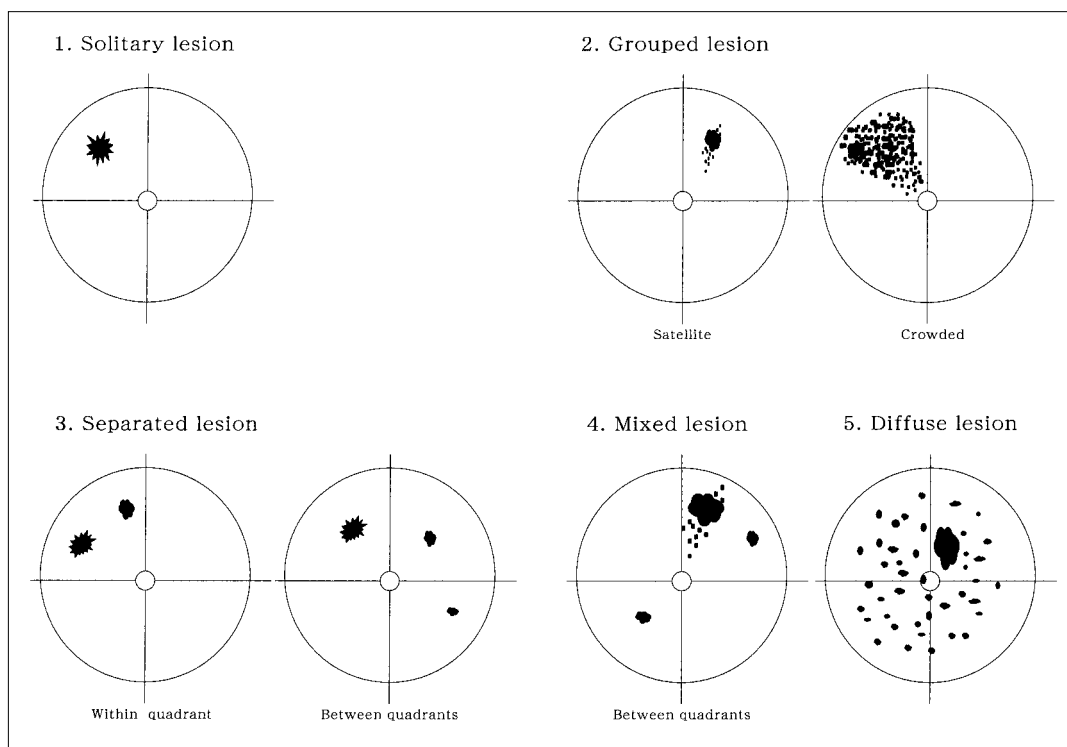 1. Solitary lesion
2. Grouped lesion
Satellite
Crowded
3. Separated lesion
4. Mixed lesion
5. Diffuse lesion
Within quadrant
Between quadrants
Between quadrants